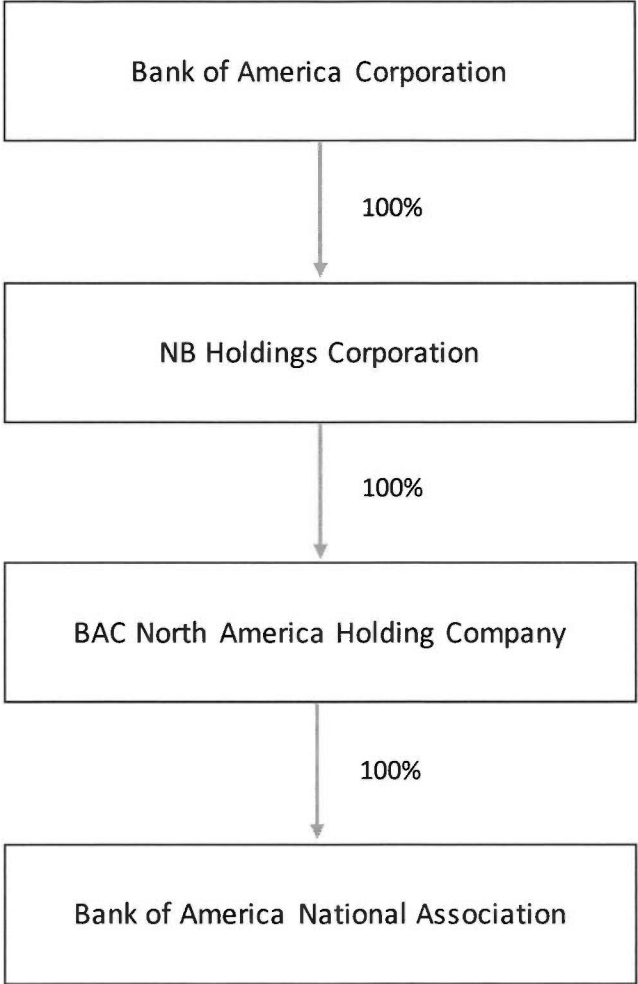 Bank of America Corporation
100%
NB Holdings Corporation
100%
BAC North America Holding Company
100%
Bank of America National Association